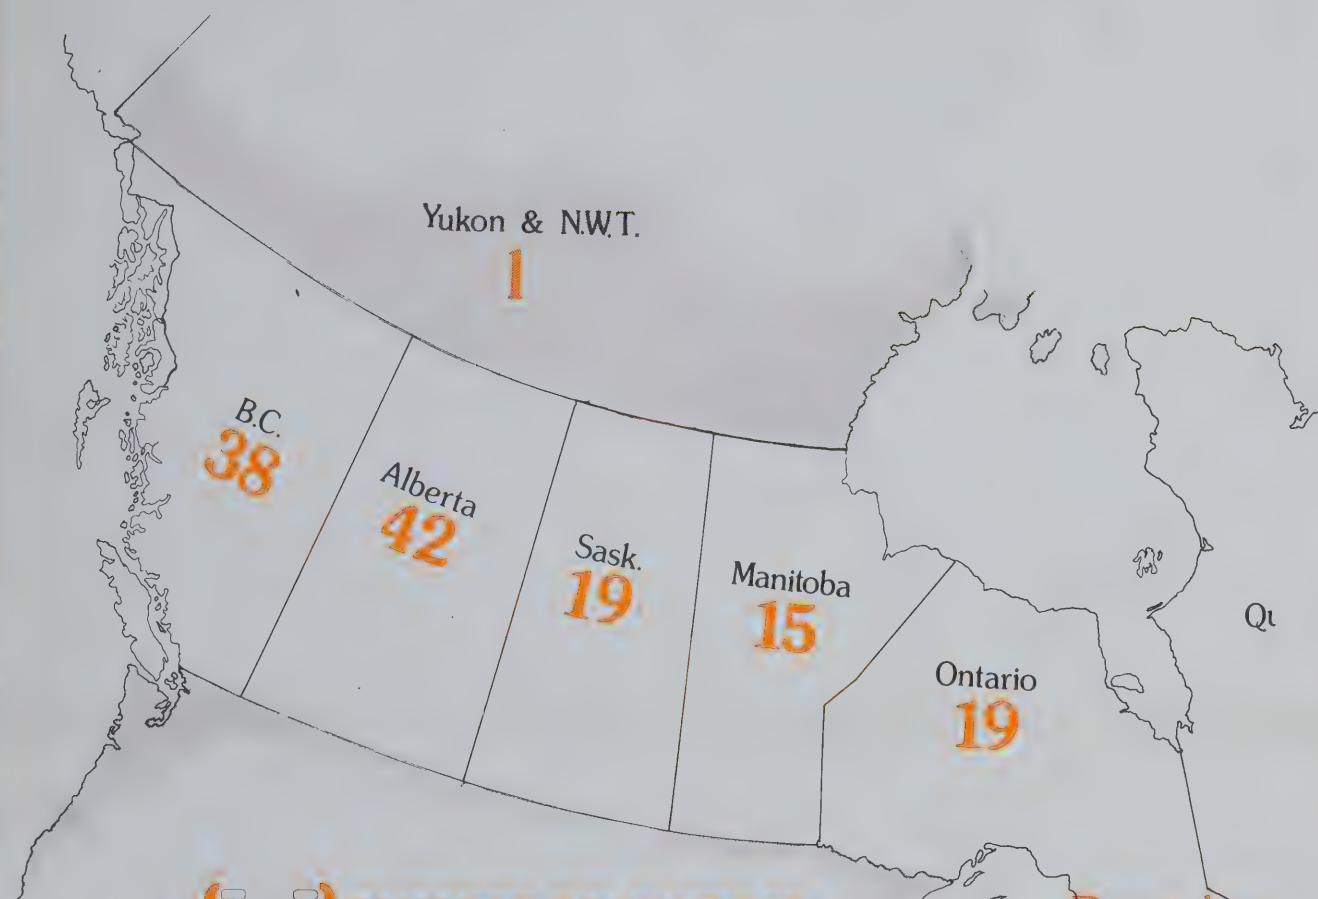 Yukon & N.W.T.
1
B.C.
38
Alberta
42
Sask.
19
Manitoba
15
Ontario
19